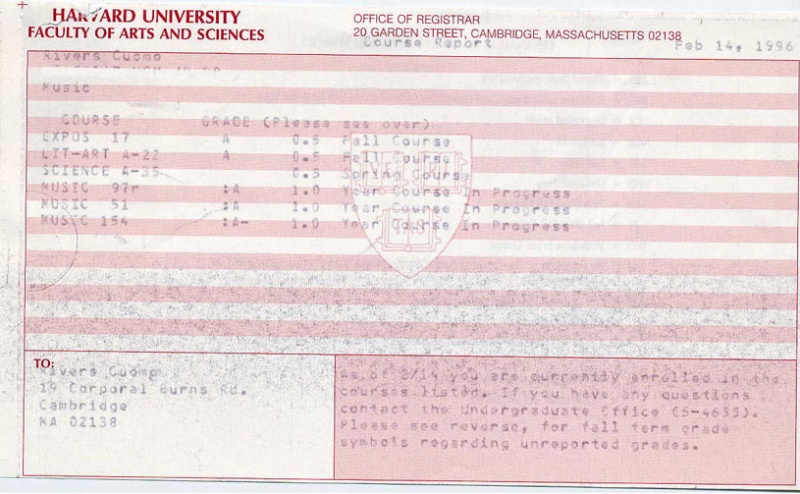 HARVARD UNIVERSITY
FACULTY OF ARTS AND SCIENCES
OFFICE OF REGISTRAR
20 GARDEN STREET, CAMBRIDGE, MASSACHUSETTS 02138
Course Report
Feb 14, 1996
Rivers Cuomo
Music
COURSE GRADE (Please see over)
EXPOS 17 A 0.5 Fall Course
LIT-ART A-22 A 0.5 Fall Course
SCIENCE A-35 0.5 Spring Course
MUSIC 97r :A 1.0 Year Course In Progress
MUSIC 51 :A 1.0 Year Course In Progress
MUSIC 154 :A- 1.0 Year Course In Progress
TO:
Rivers Cuomo
19 Corporal Burns Rd.
Cambridge
MA 02138
As of 2/14 you are currently enrolled in the
courses listed. If you have any questions
contact the Undergraduate Office (5-4655).
Please see reverse, for fall term grade
symbols regarding unreported grades.